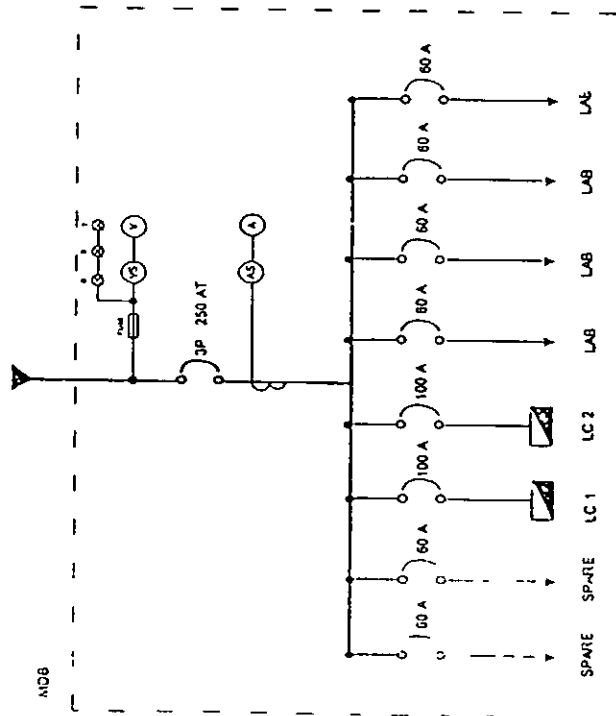 MDB
FUSE
VS
V
3P 250 AT
AS
A
60 A
60 A
100 A
100 A
60 A
60 A
60 A
60 A
SPARE
SPARE
LC 1
LC 2
LAB
LAB
LAB
LAB